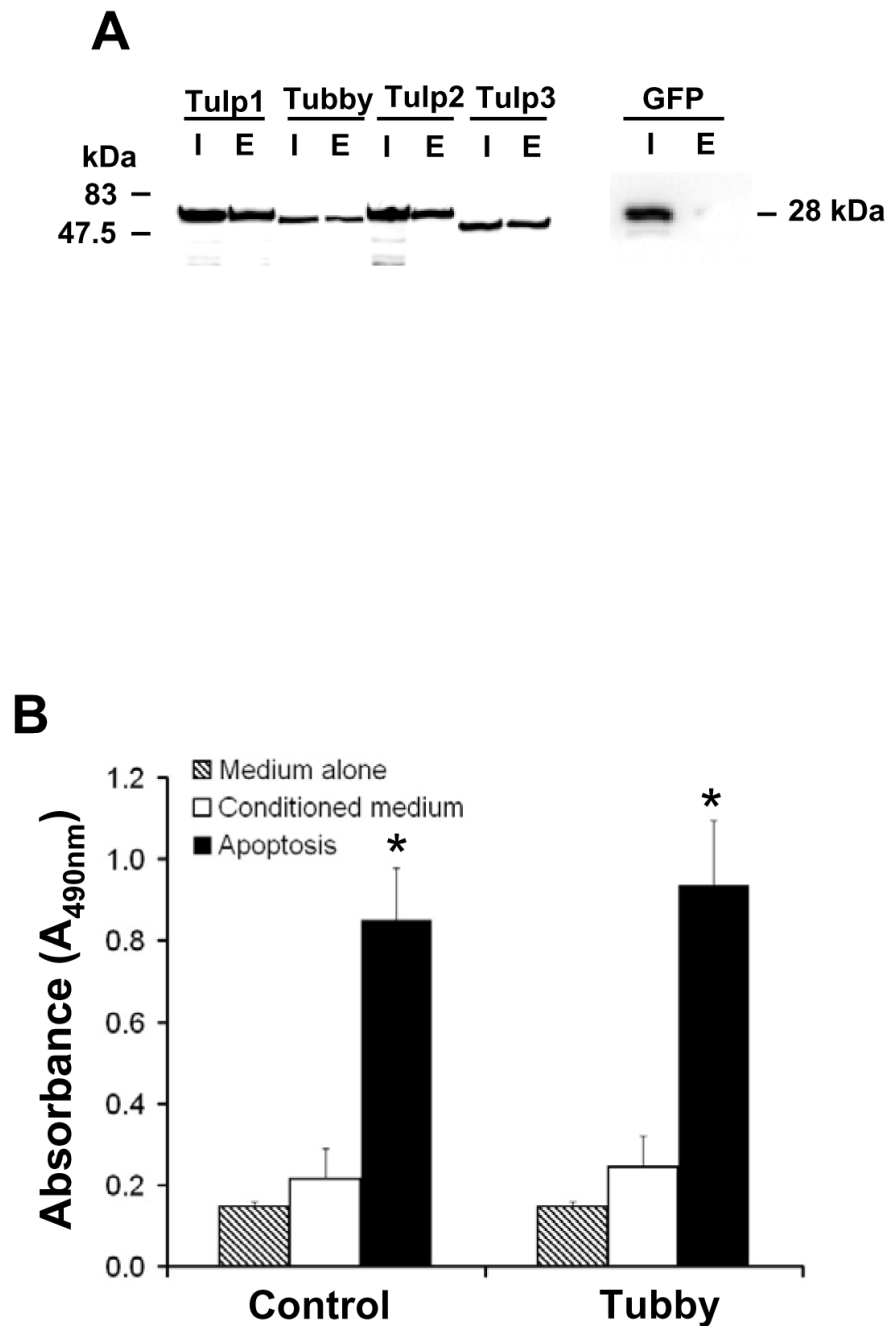 A
Tulp1 Tubby Tulp2 Tulp3 GFP
I E I E I E I E I E
kDa
83 –
47.5 –
– 28 kDa
B
Absorbance (A490nm)
1.2
1.0
0.8
0.6
0.4
0.2
0.0
Medium alone
Conditioned medium
Apoptosis
*
*
Control Tubby